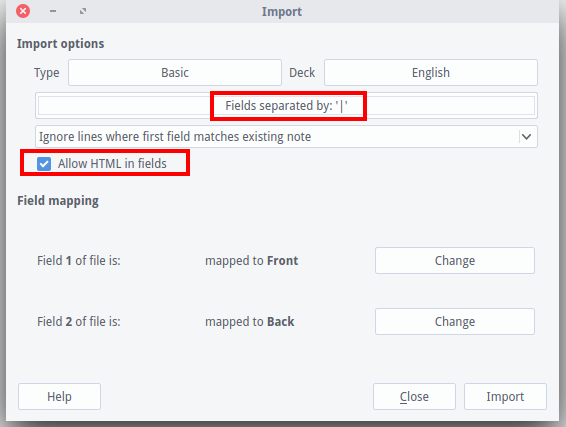 Import
Import options
Type Basic Deck English
Fields separated by: '|'
Ignore lines where first field matches existing note
Allow HTML in fields
Field mapping
Field 1 of file is: mapped to Front Change
Field 2 of file is: mapped to Back Change
Help Close Import